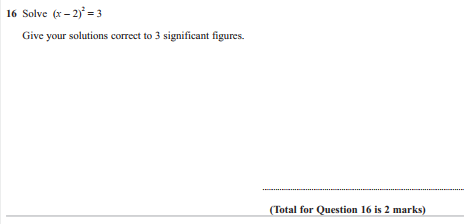 16 Solve (x – 2)² = 3
Give your solutions correct to 3 significant figures.
(Total for Question 16 is 2 marks)